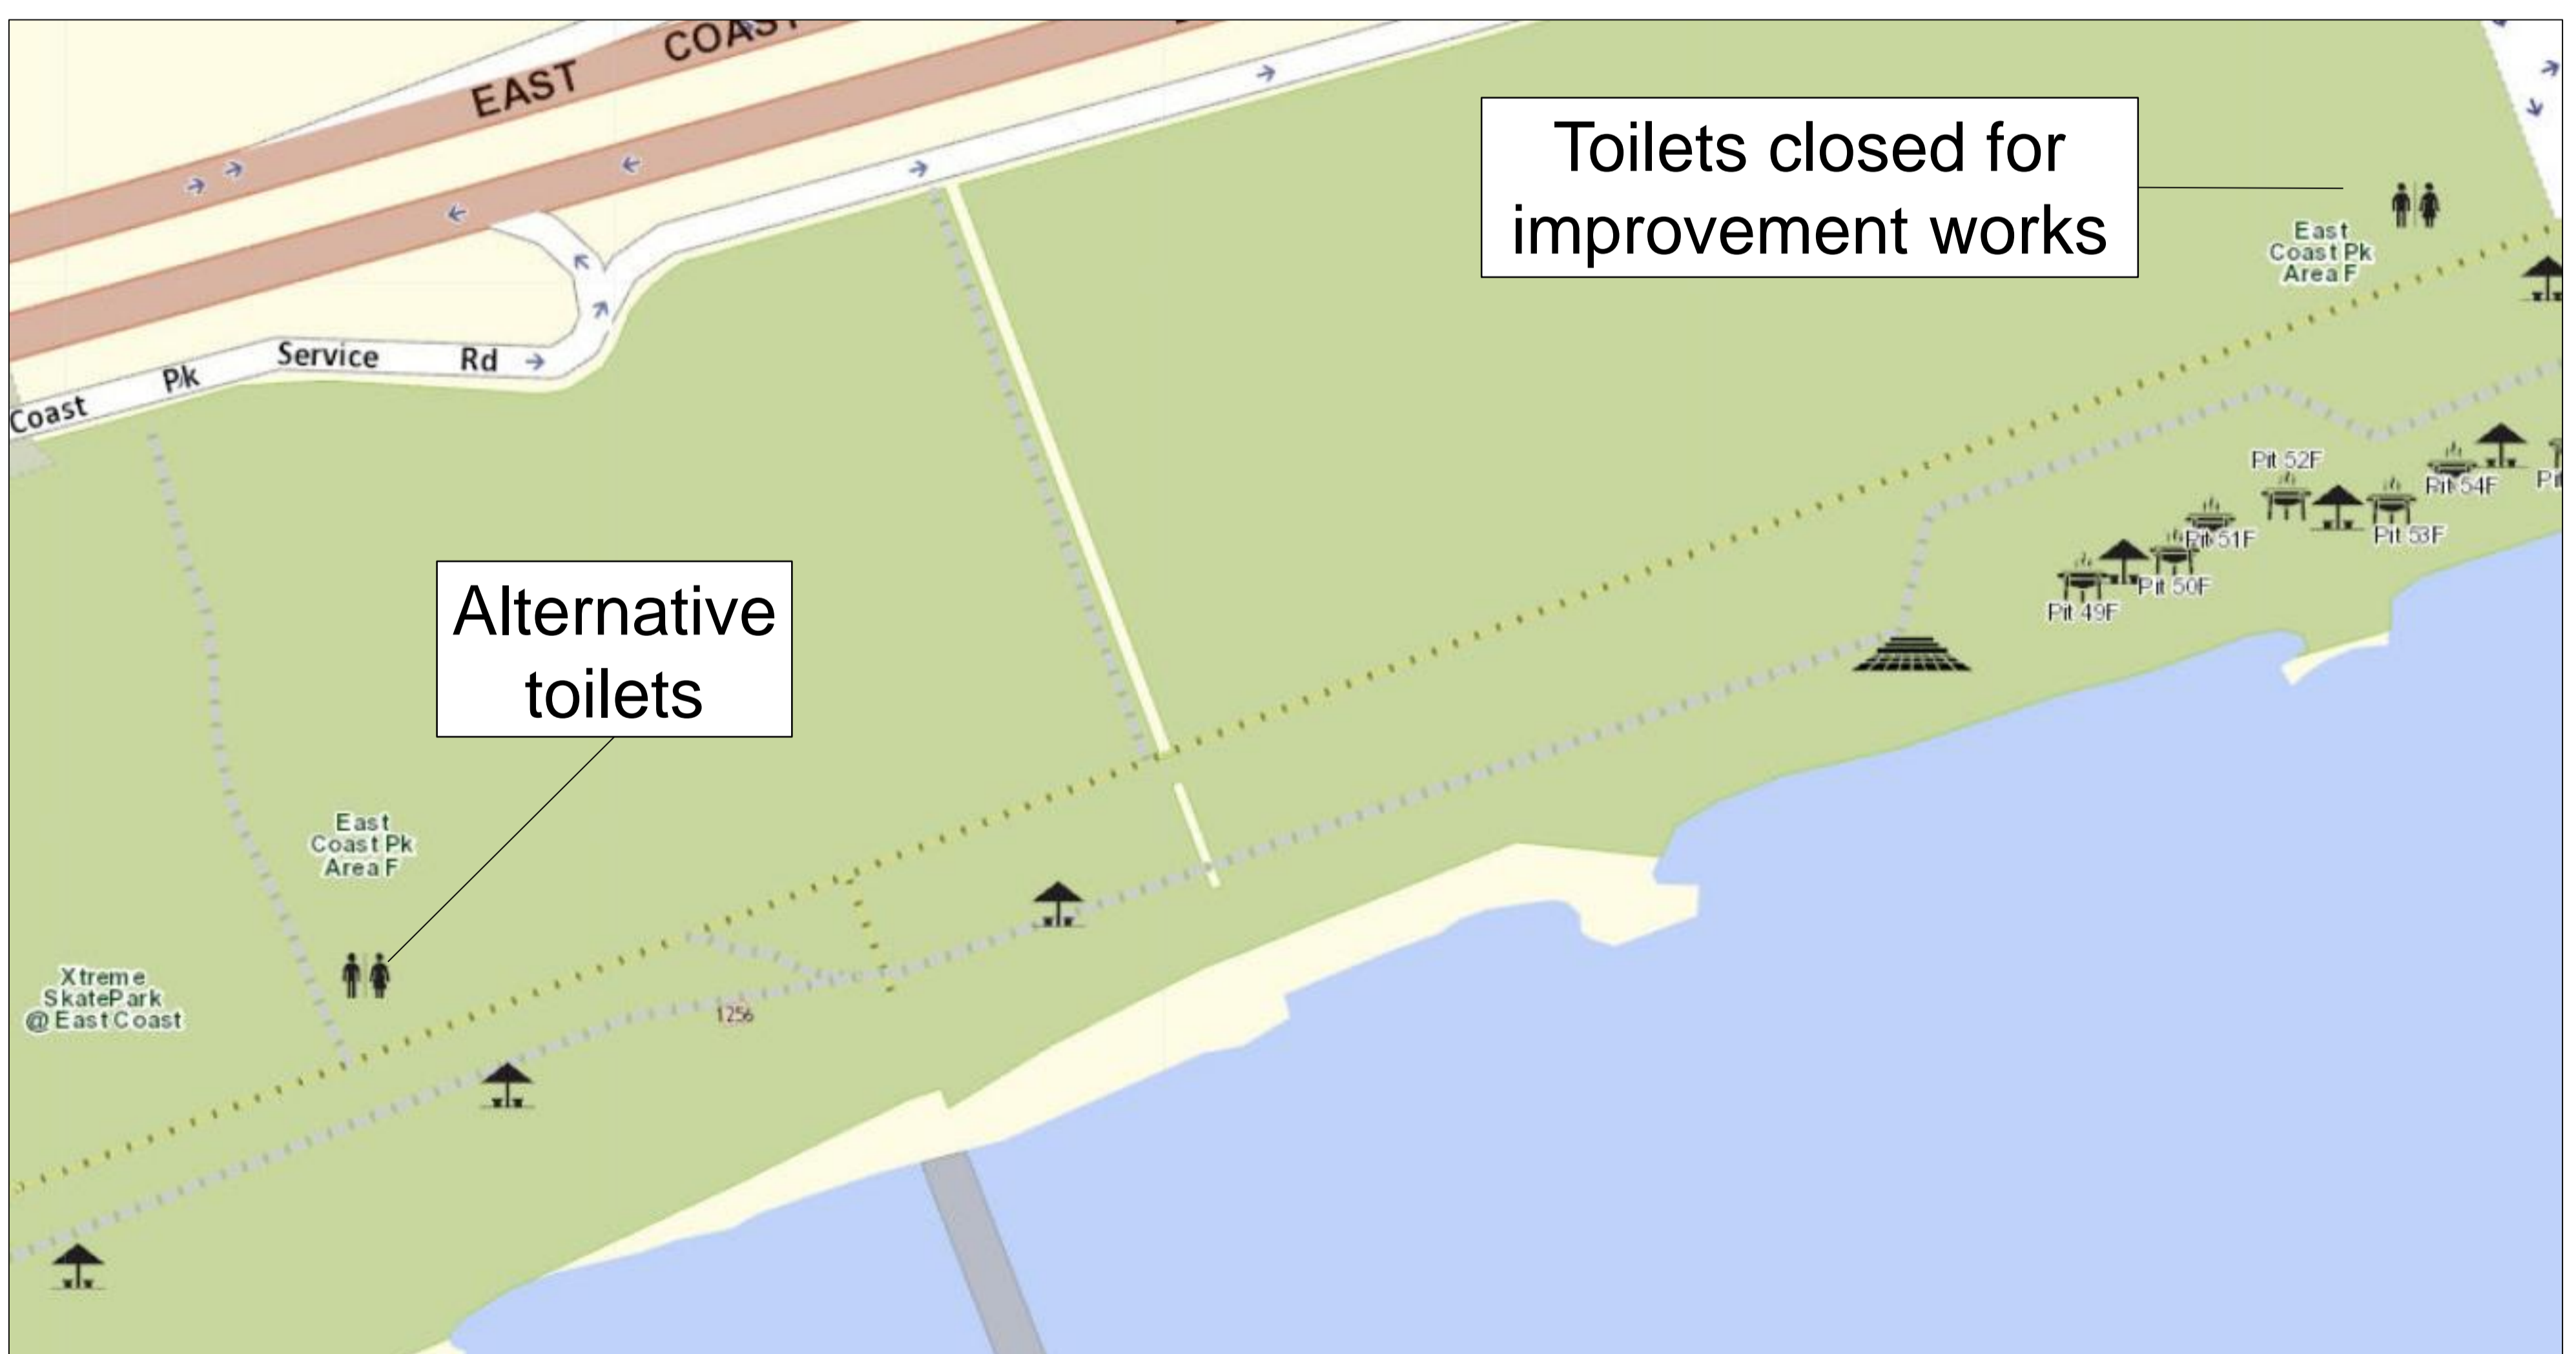 EAST COAST
Toilets closed for
improvement works
East
Coast Pk
Area F
Coast Pk Service Rd
Pit 52F
Pit 54F
Pit 51F
Pit 53F
Pit 50F
Pit 49F
Alternative
toilets
East
Coast Pk
Area F
Xtreme
SkatePark
@ East Coast
1256